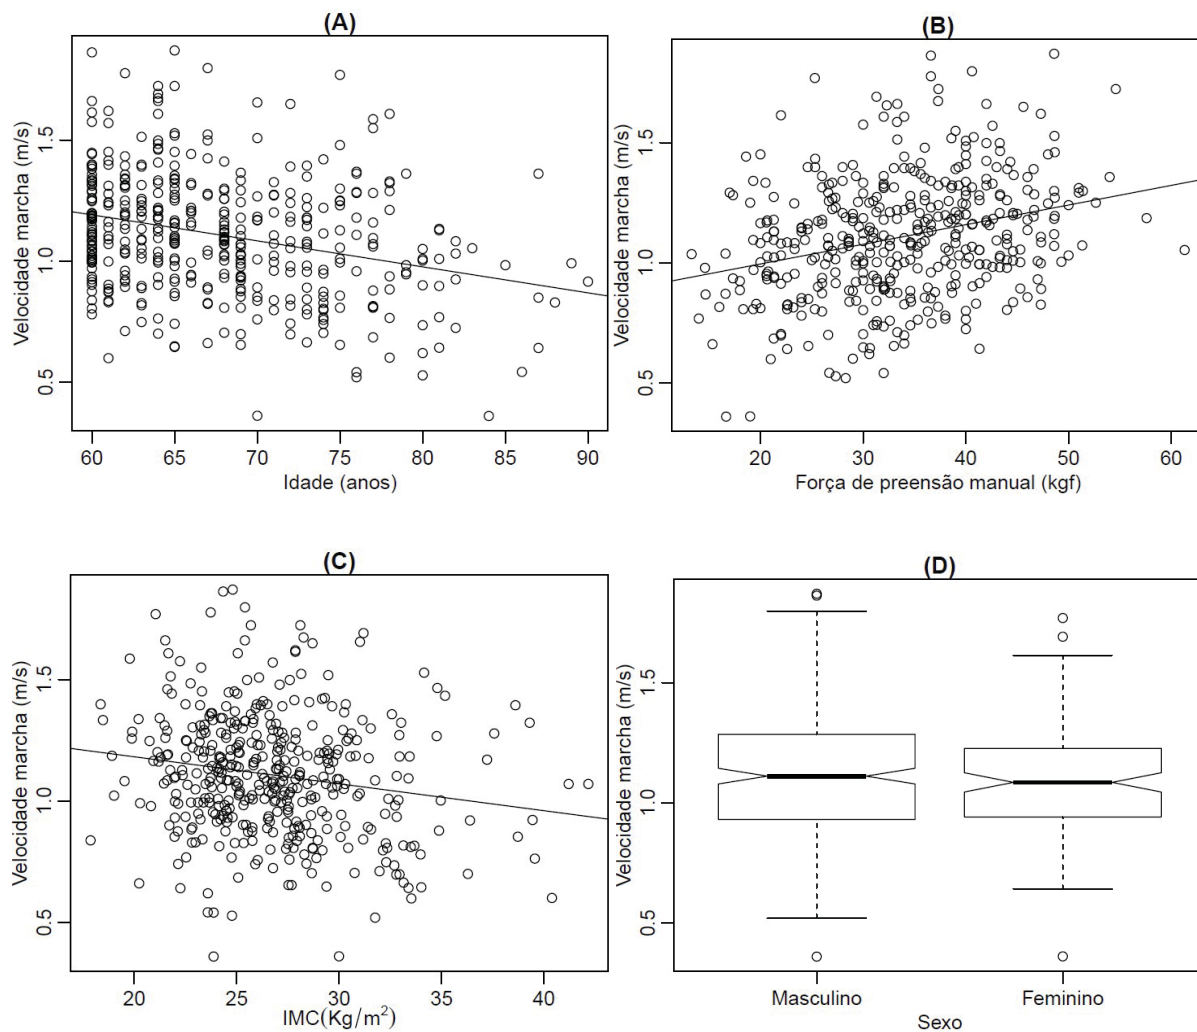 (A)
Velocidade marcha (m/s)
1.5
1.0
0.5
60 65 70 75 80 85 90
Idade (anos)
(B)
Velocidade marcha (m/s)
1.5
1.0
0.5
20 30 40 50 60
Força de preensão manual (kgf)
(C)
Velocidade marcha (m/s)
1.5
1.0
0.5
20 25 30 35 40
IMC(Kg/m²)
(D)
Velocidade marcha (m/s)
1.5
1.0
0.5
Masculino Feminino
Sexo